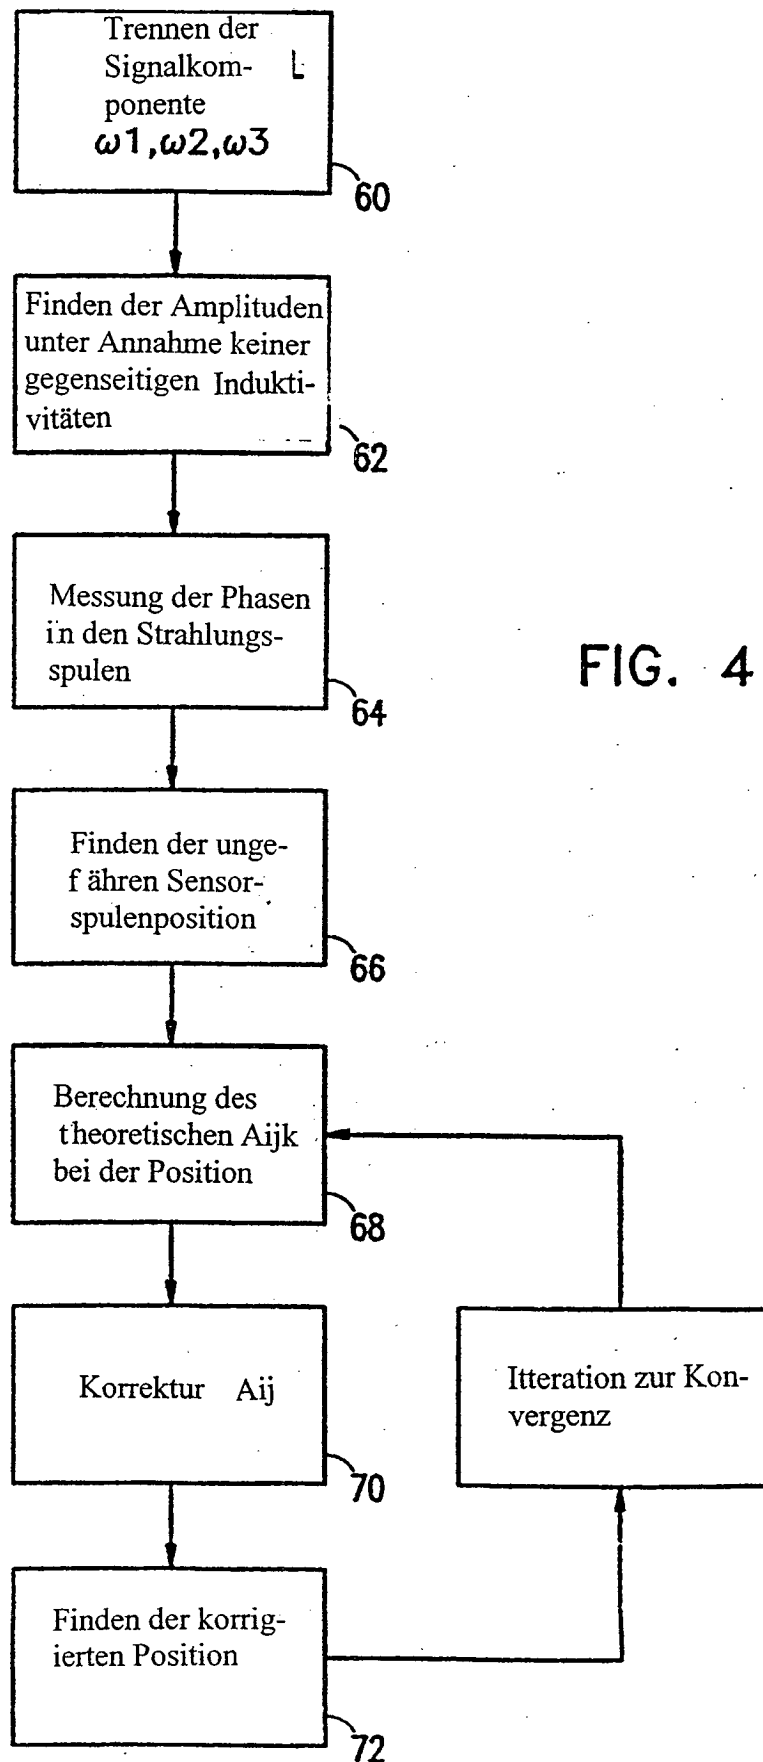 Trennen der
Signalkom- L
ponente
ω1,ω2,ω3
60
Finden der Amplituden
unter Annahme keiner
gegenseitigen Indukti-
vitäten
62
Messung der Phasen
in den Strahlungs-
spulen
64
FIG. 4
Finden der unge-
f ähren Sensor-
spulenposition
66
Berechnung des
theoretischen Aijk
bei der Position
68
Korrektur Aij
70
Itteration zur Kon-
vergenz
Finden der korrig-
ierten Position
72